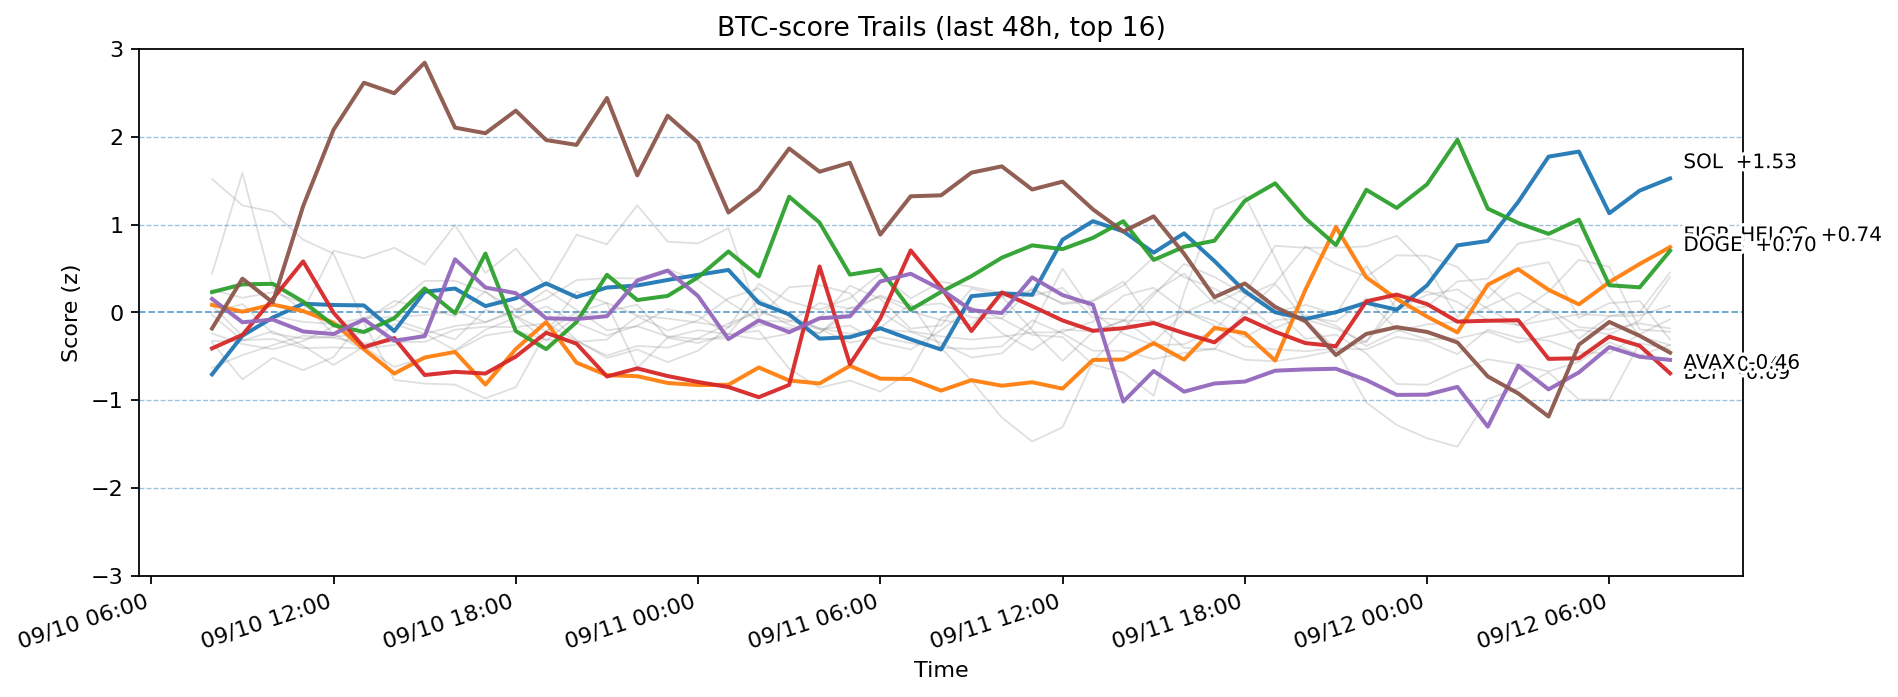 BTC-score Trails (last 48h, top 16)
Score (z)
3
2
1
0
−1
−2
−3
SOL +1.53
+0.74
DOGE +0.70
AVAX -0.46
09/10 06:00
09/10 12:00
09/10 18:00
09/11 00:00
09/11 06:00
09/11 12:00
09/11 18:00
09/12 00:00
09/12 06:00
Time